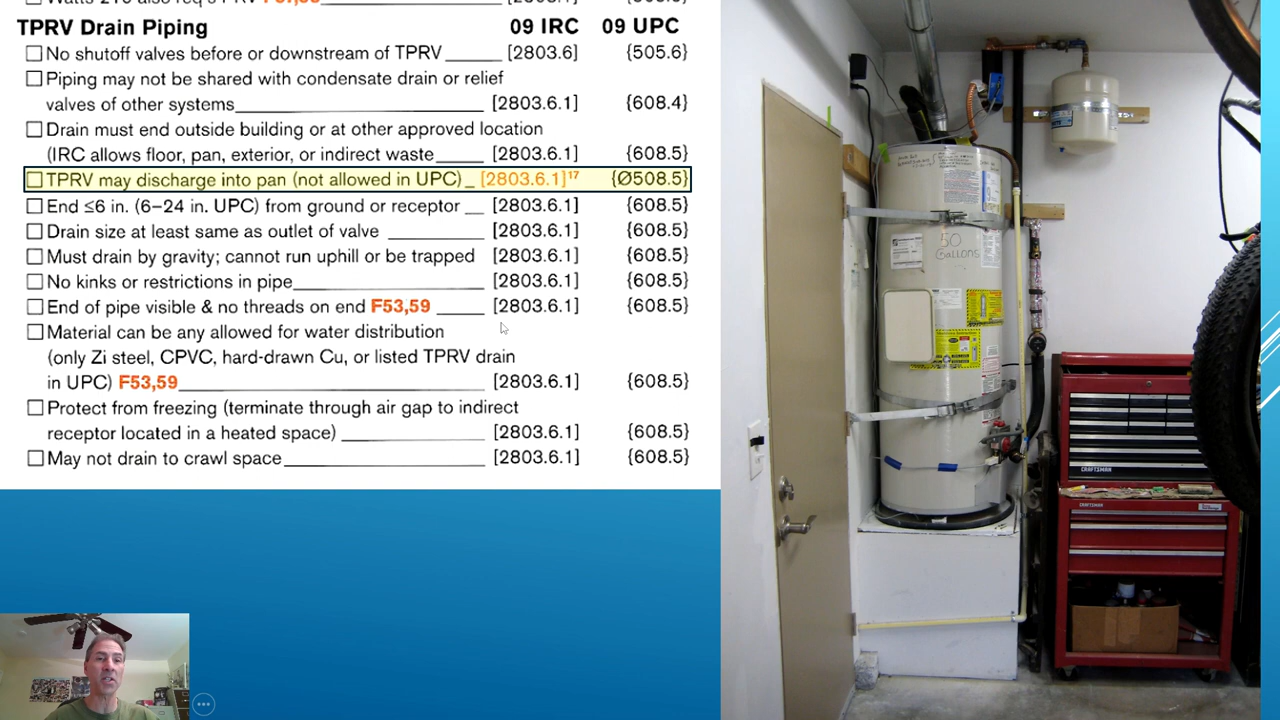 TPRV Drain Piping 09 IRC 09 UPC
No shutoff valves before or downstream of TPRV [2803.6] {505.6}
Piping may not be shared with condensate drain or relief
valves of other systems [2803.6.1] {608.4}
Drain must end outside building or at other approved location
(IRC allows floor, pan, exterior, or indirect waste [2803.6.1] {608.5}
TPRV may discharge into pan (not allowed in UPC) [2803.6.1]17 {Ø508.5}
End ≤6 in. (6–24 in. UPC) from ground or receptor [2803.6.1] {608.5}
Drain size at least same as outlet of valve [2803.6.1] {608.5}
Must drain by gravity; cannot run uphill or be trapped [2803.6.1] {608.5}
No kinks or restrictions in pipe [2803.6.1] {608.5}
End of pipe visible & no threads on end F53,59 [2803.6.1] {608.5}
Material can be any allowed for water distribution
(only Zi steel, CPVC, hard-drawn Cu, or listed TPRV drain
in UPC) F53,59 [2803.6.1] {608.5}
Protect from freezing (terminate through air gap to indirect
receptor located in a heated space) [2803.6.1] {608.5}
May not drain to crawl space [2803.6.1] {608.5}
50
Gallons
CRAFTSMAN
CRAFTSMAN